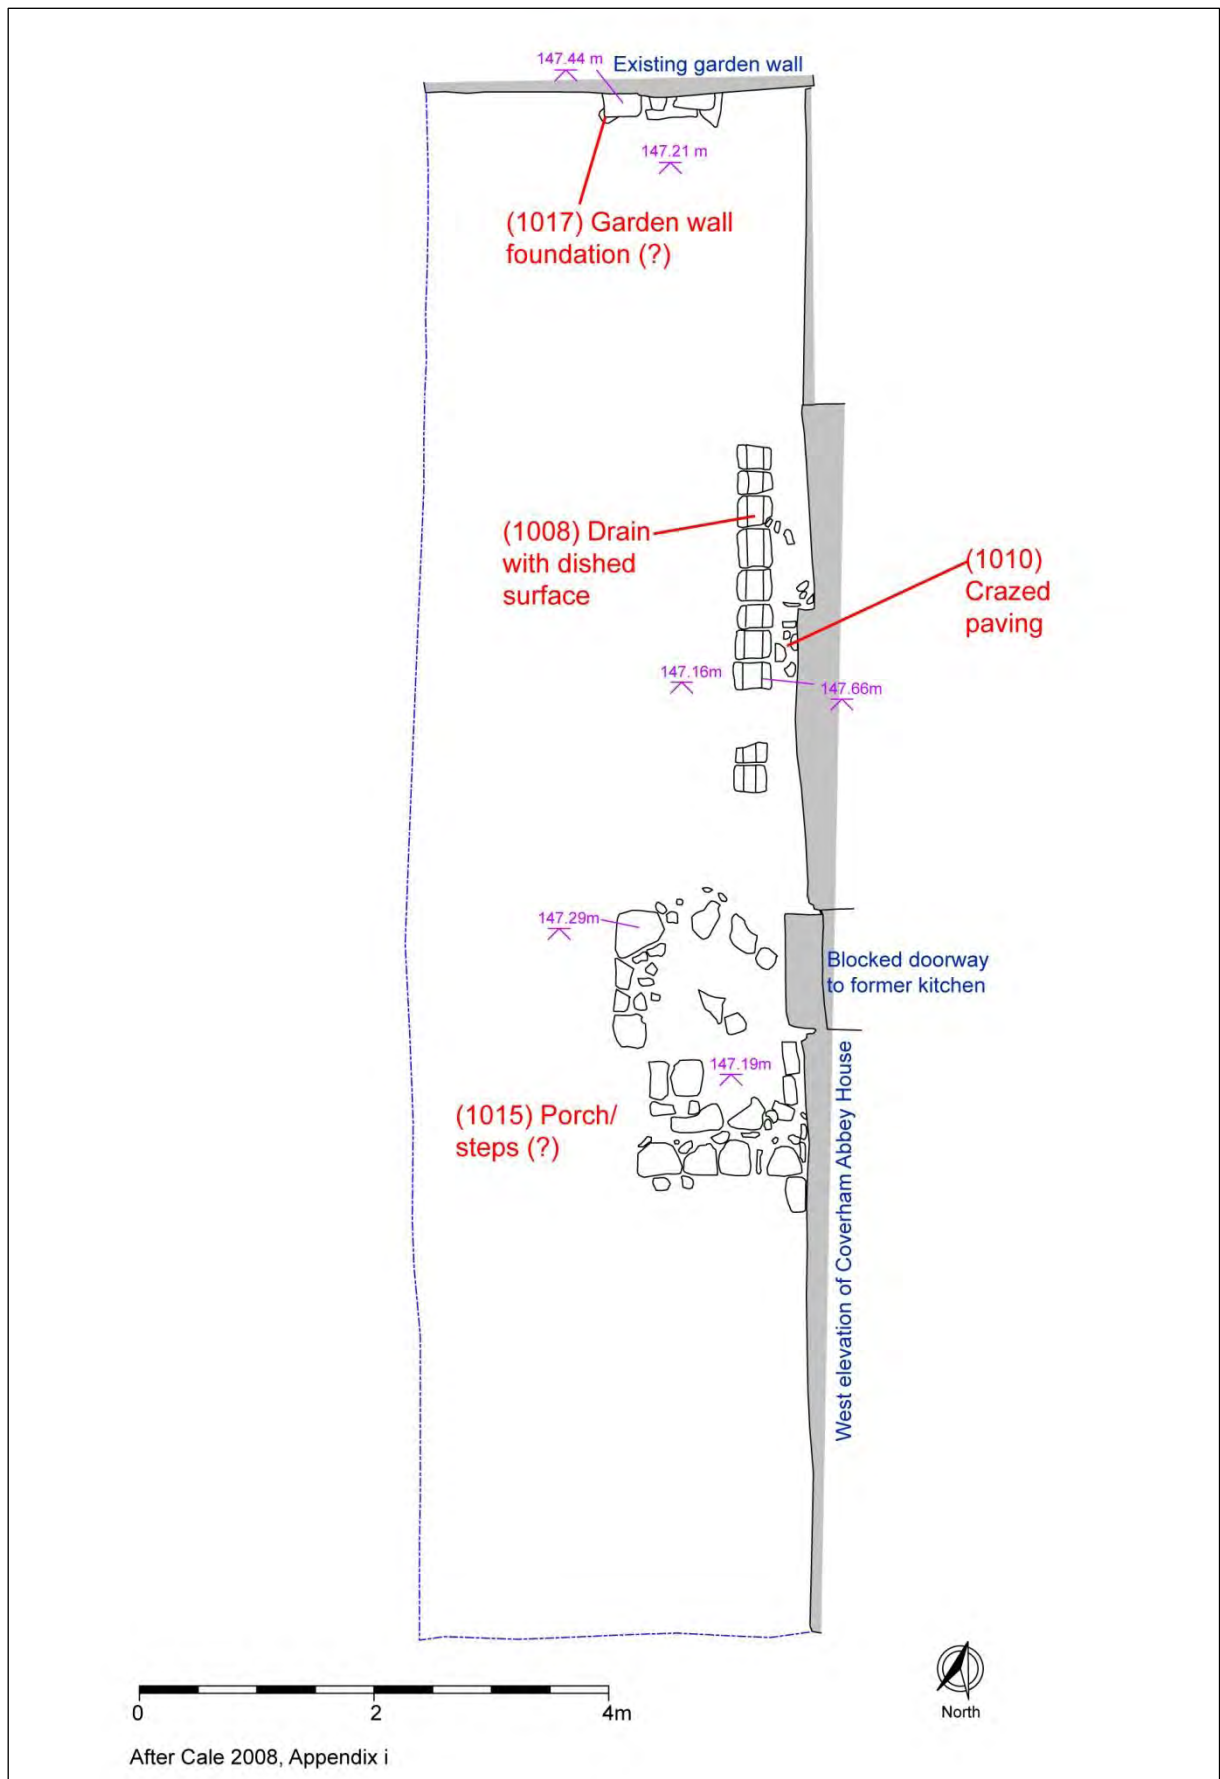 147.44 m
Existing garden wall
147.21 m
(1017) Garden wall
foundation (?)
(1008) Drain
with dished
surface
(1010)
Crazed
paving
147.16m
147.66m
147.29m
Blocked doorway
to former kitchen
147.19m
(1015) Porch/
steps (?)
West elevation of Coverham Abbey House
0 2 4m
North
After Cale 2008, Appendix i